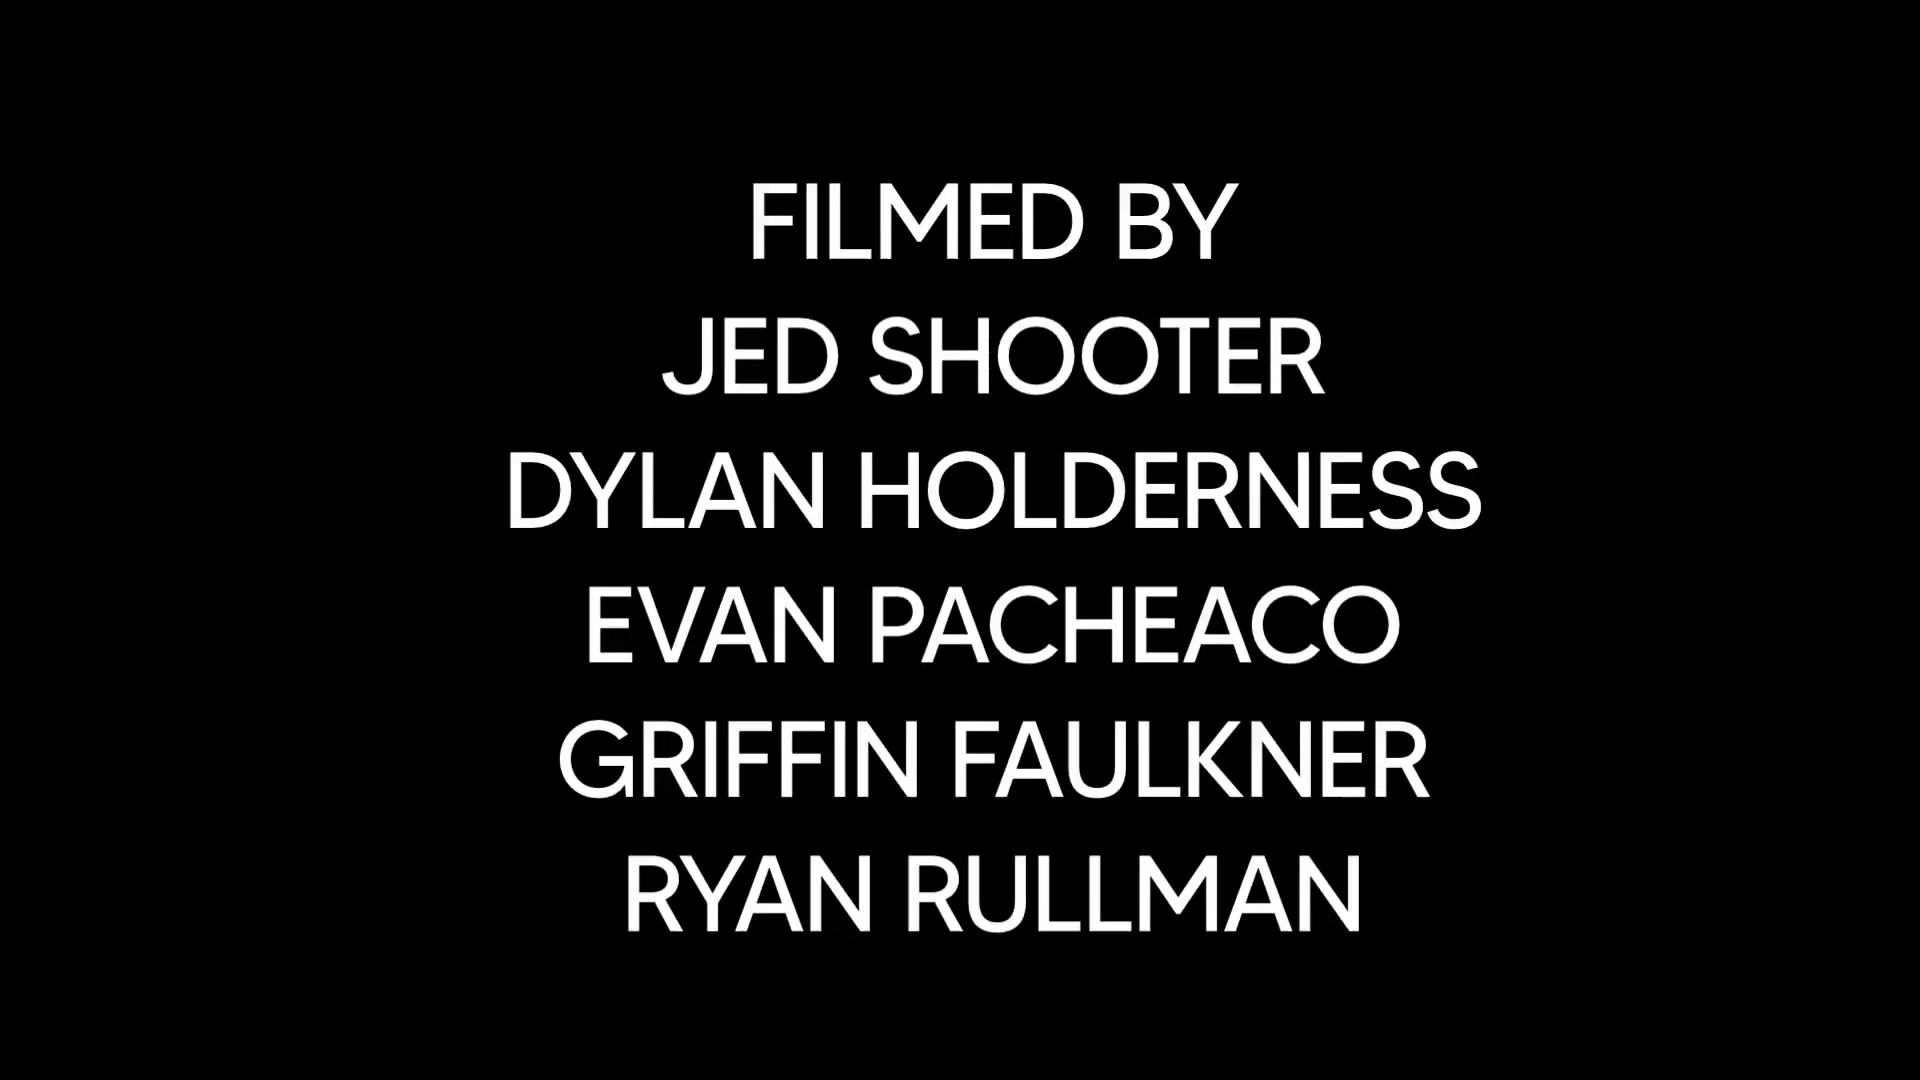 FILMED BY
JED SHOOTER
DYLAN HOLDERNESS
EVAN PACHEACO
GRIFFIN FAULKNER
RYAN RULLMAN